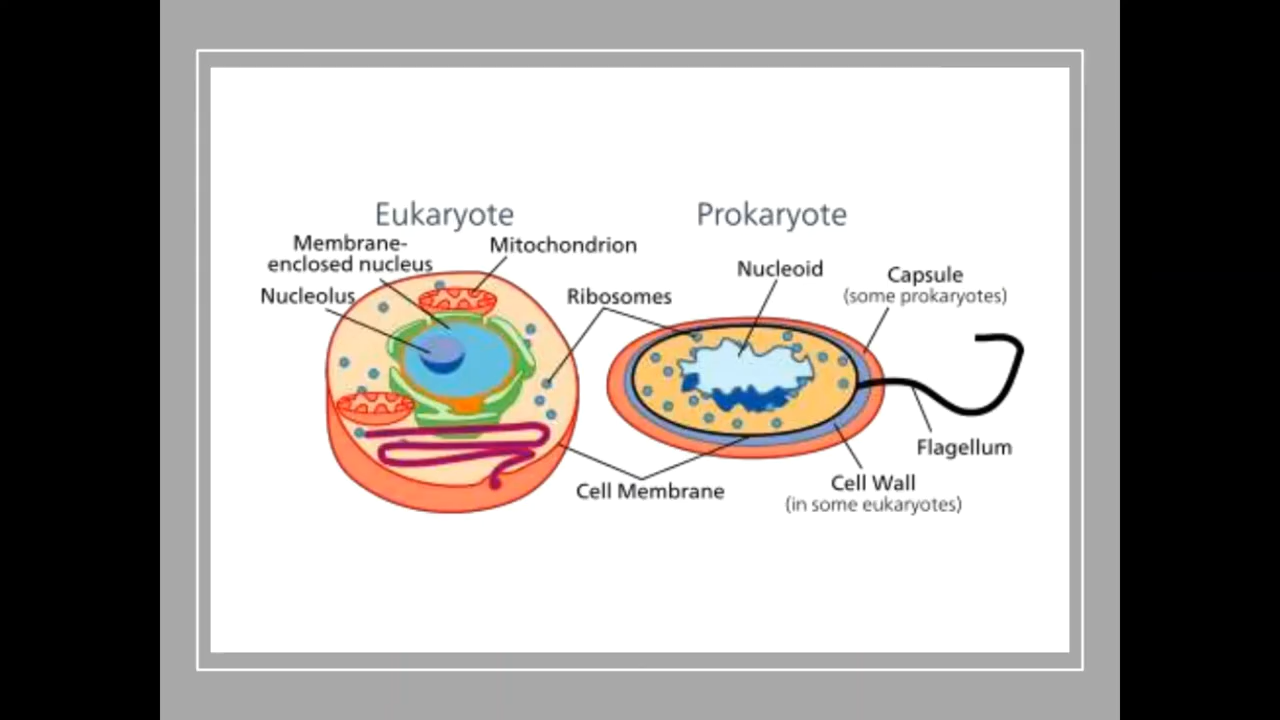 Eukaryote
Prokaryote
Membrane-
enclosed nucleus
Mitochondrion
Nucleolus
Ribosomes
Nucleoid
Capsule
(some prokaryotes)
Flagellum
Cell Membrane
Cell Wall
(in some eukaryotes)